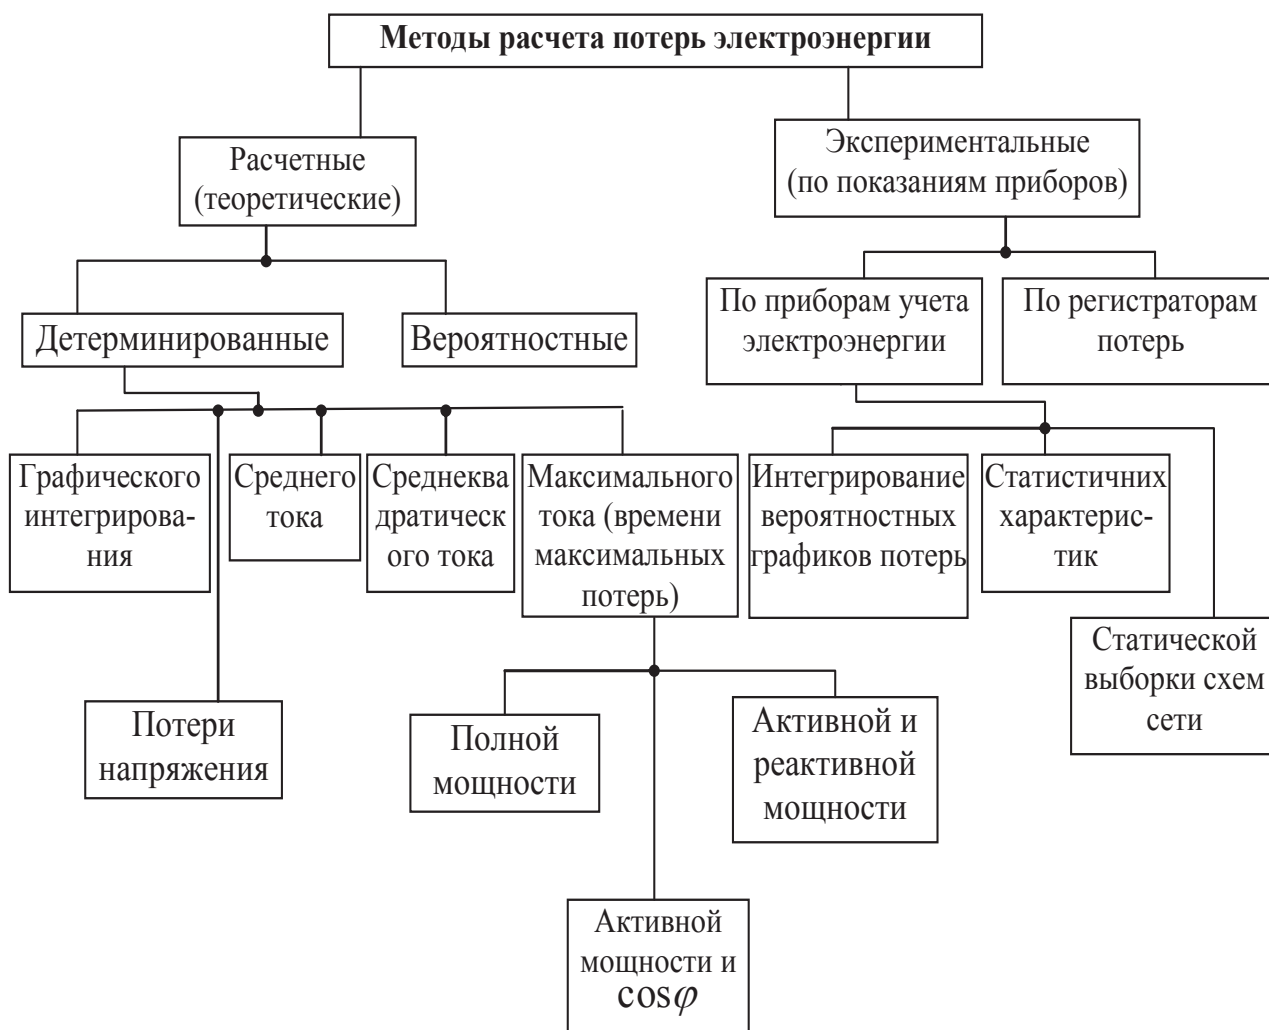 Методы расчета потерь электроэнергии
Расчетные
(теоретические)
Экспериментальные
(по показаниям приборов)
Детерминированные
Вероятностные
По приборам учета
электроэнергии
По регистраторам
потерь
Графического
интегрирова-
ния
Среднего
тока
Среднеква
дратическ
ого тока
Максимального
тока (времени
максимальных
потерь)
Интегрирование
вероятностных
графиков потерь
Статистичних
характерис-
тик
Статической
выборки схем
сети
Потери
напряжения
Полной
мощности
Активной и
реактивной
мощности
Активной
мощности и
cosφ